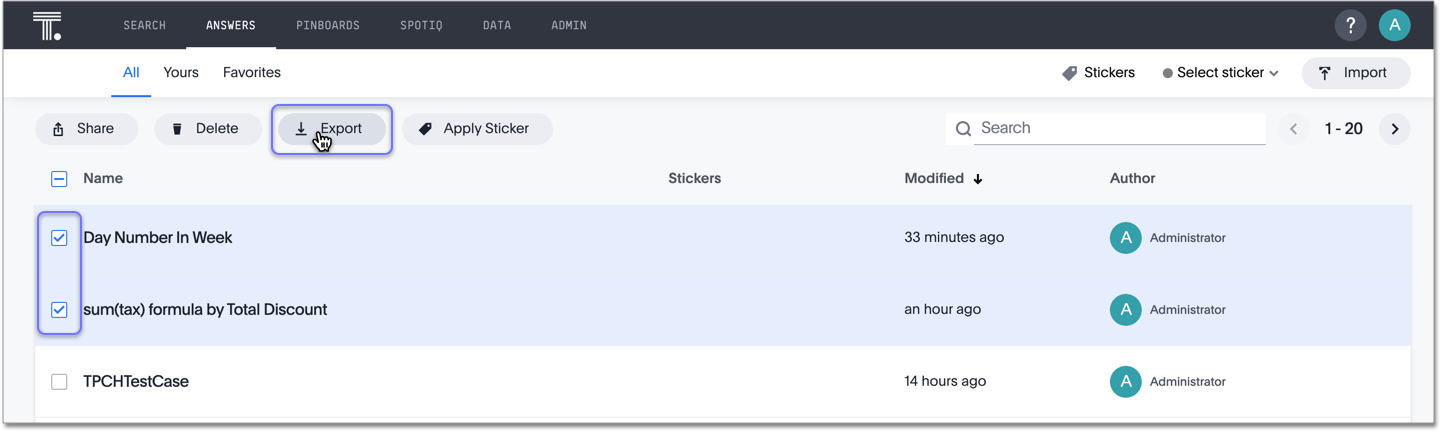 T. SEARCH ANSWERS PINBOARDS SPOTIQ DATA ADMIN ? A
All Yours Favorites Stickers Select sticker Import
Share Delete Export Apply Sticker Search 1 - 20
Name Stickers Modified Author
Day Number In Week 33 minutes ago A Administrator
sum(tax) formula by Total Discount an hour ago A Administrator
TPCHTestCase 14 hours ago A Administrator